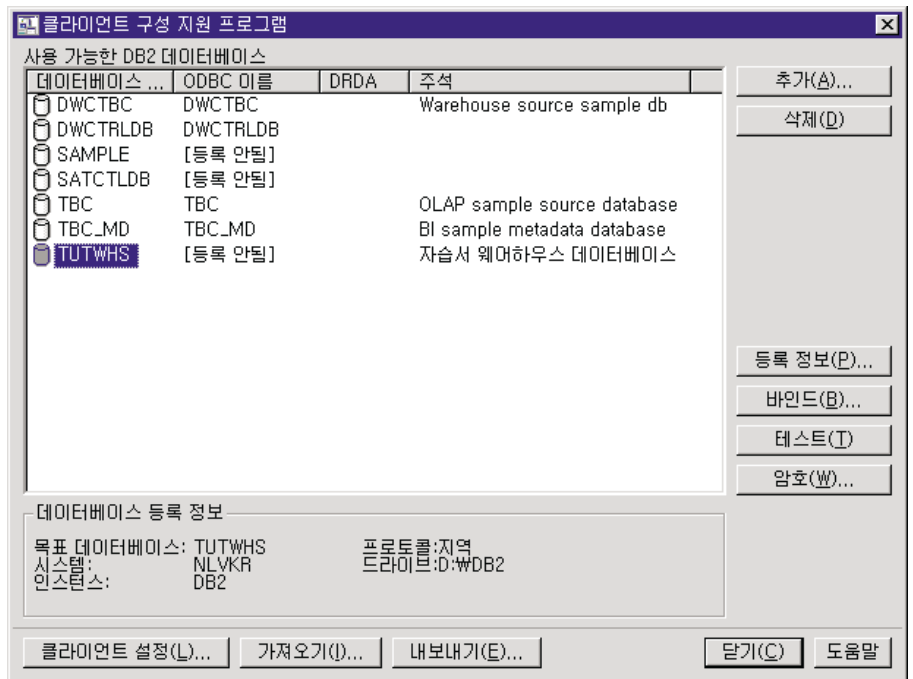 클라이언트 구성 지원 프로그램
사용 가능한 DB2 데이터베이스
데이터베이스 ... ODBC 이름 DRDA 주석
DWCTBC DWCTBC Warehouse source sample db
DWCTRLDB DWCTRLDB
SAMPLE [등록 안됨]
SATCTLDB [등록 안됨]
TBC TBC OLAP sample source database
TBC_MD TBC_MD BI sample metadata database
TUTWHS [등록 안됨] 자습서 웨어하우스 데이터베이스
추가(A)...
삭제(D)
등록 정보(P)...
바인드(B)...
테스트(T)
암호(W)...
데이터베이스 등록 정보
목표 데이터베이스: TUTWHS 프로토콜:지역
시스템: NLVKR 드라이브:D:₩DB2
인스턴스: DB2
클라이언트 설정(L)... 가져오기(I)... 내보내기(E)... 닫기(C) 도움말